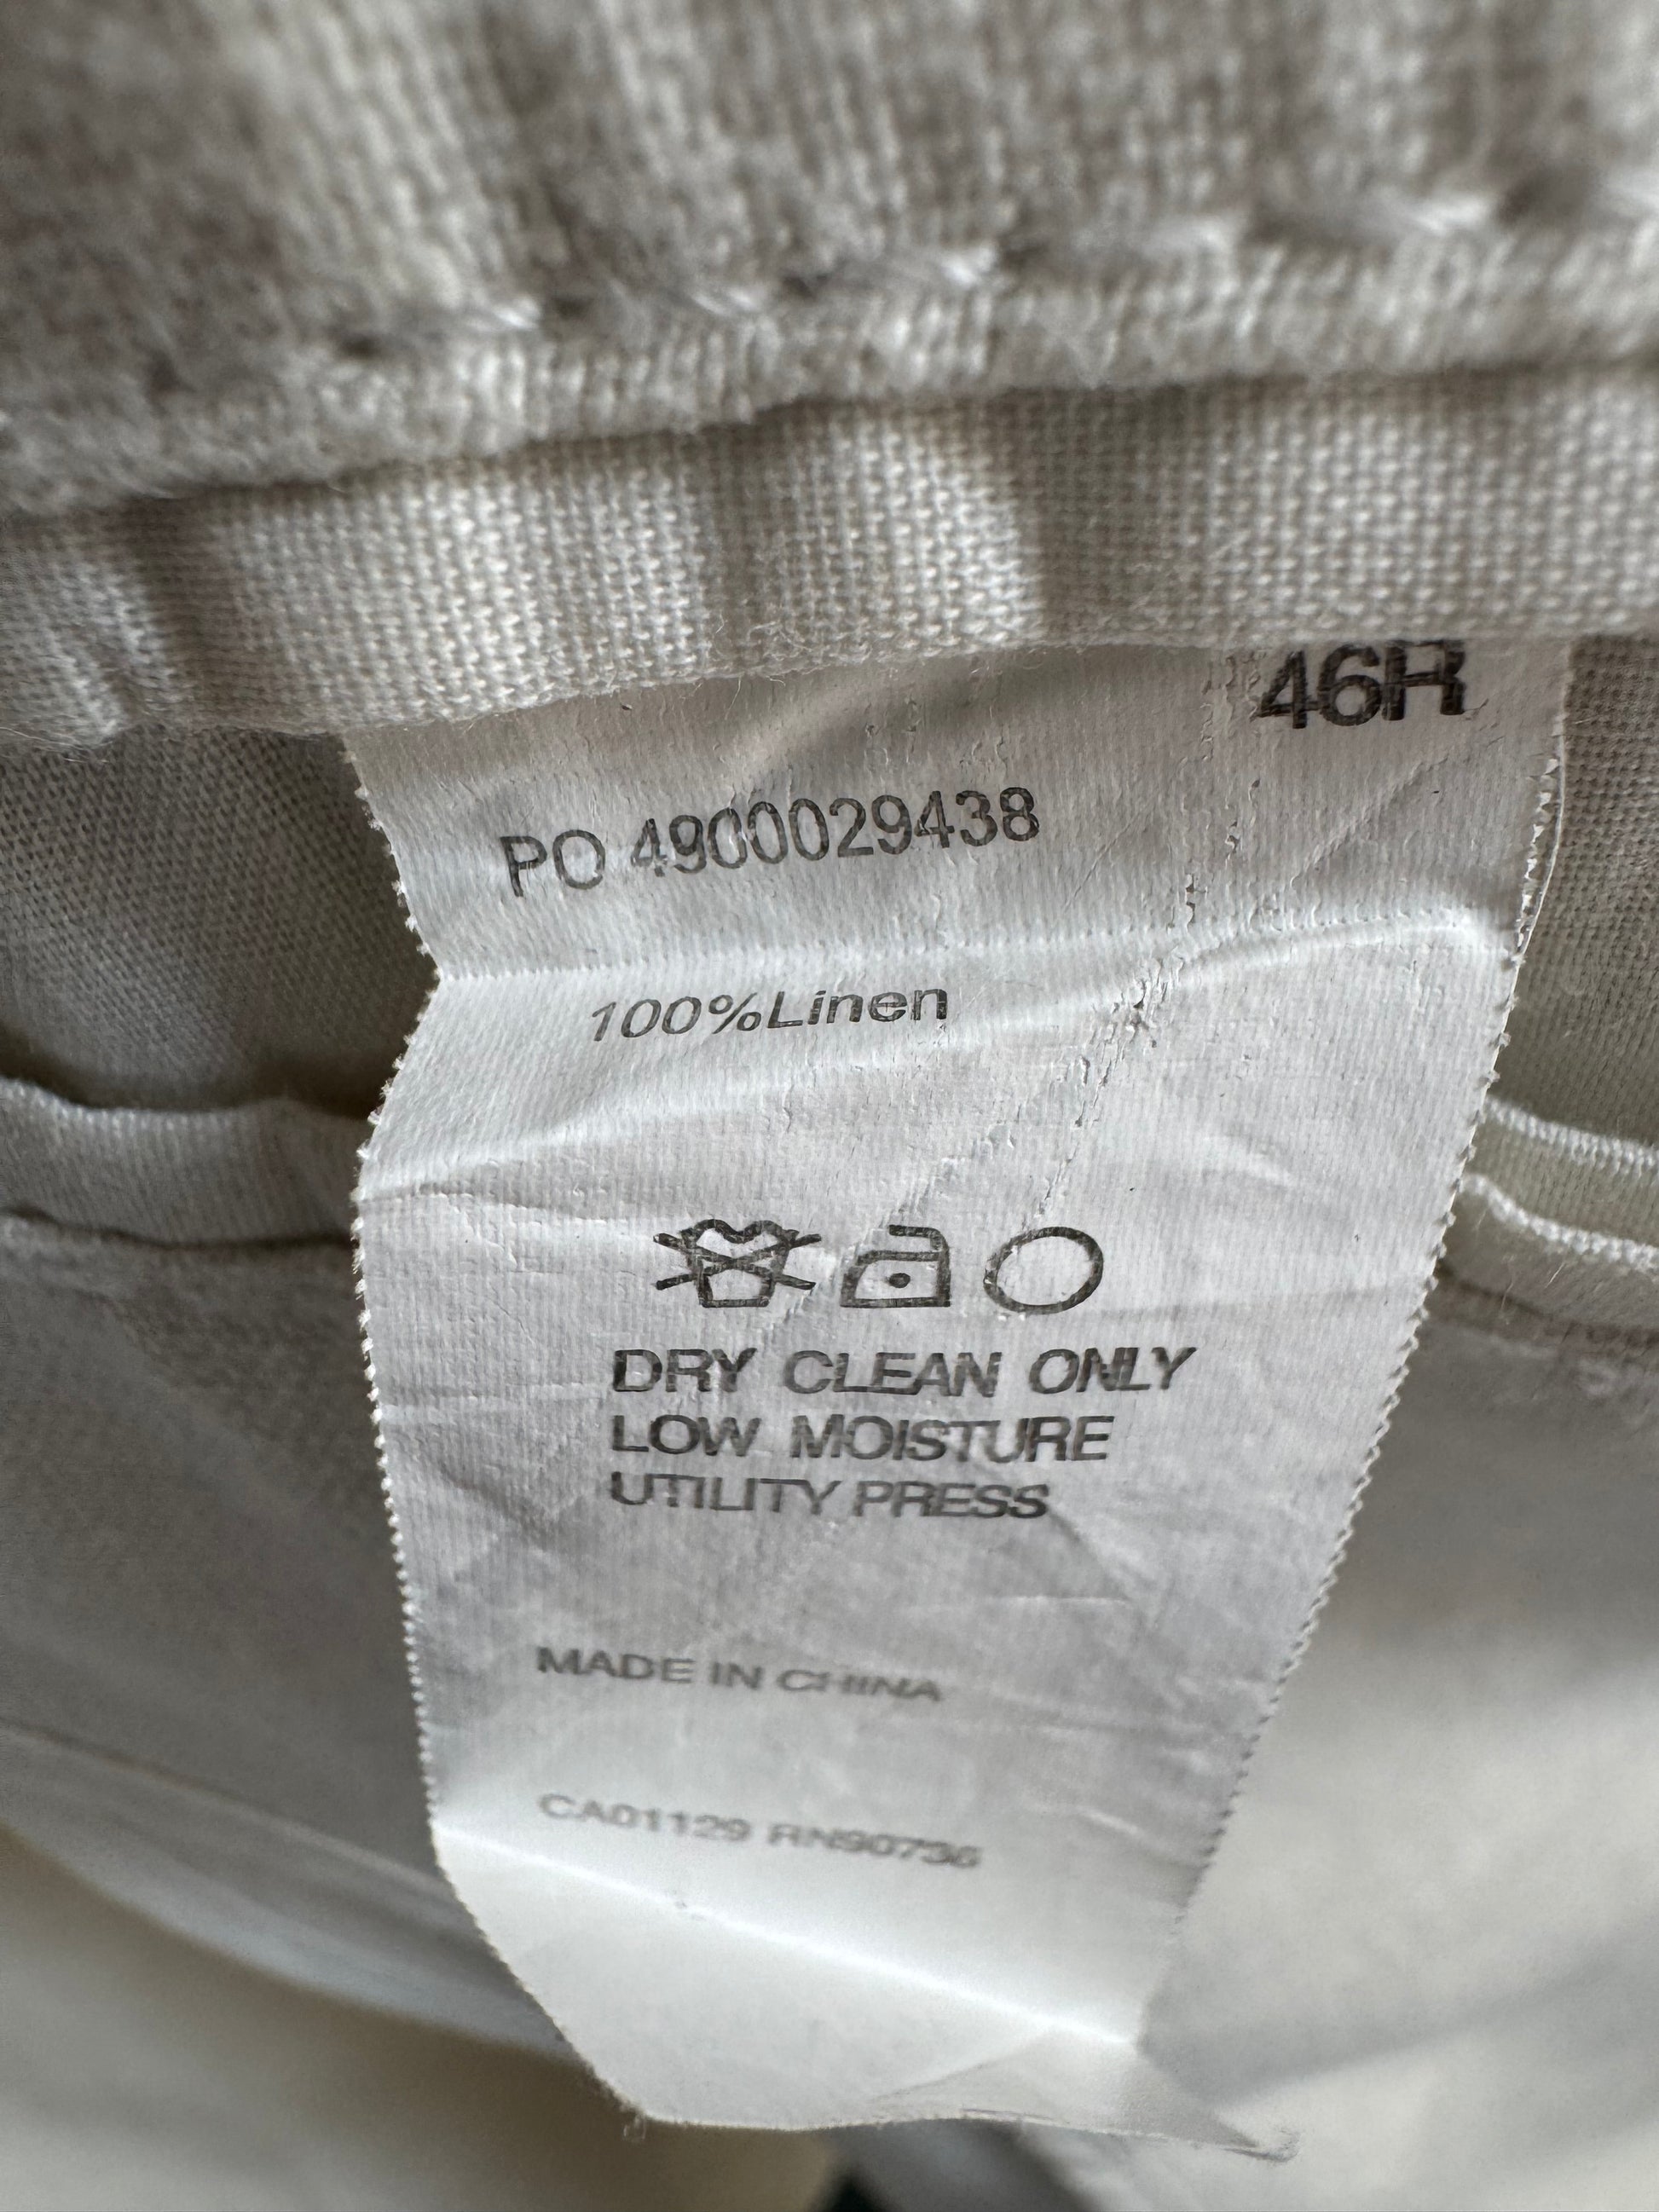 46R
PO 4900029438
100%Linen
DRY CLEAN ONLY
LOW MOISTURE
UTILITY PRESS
MADE IN CHINA
CA01129 RN90736